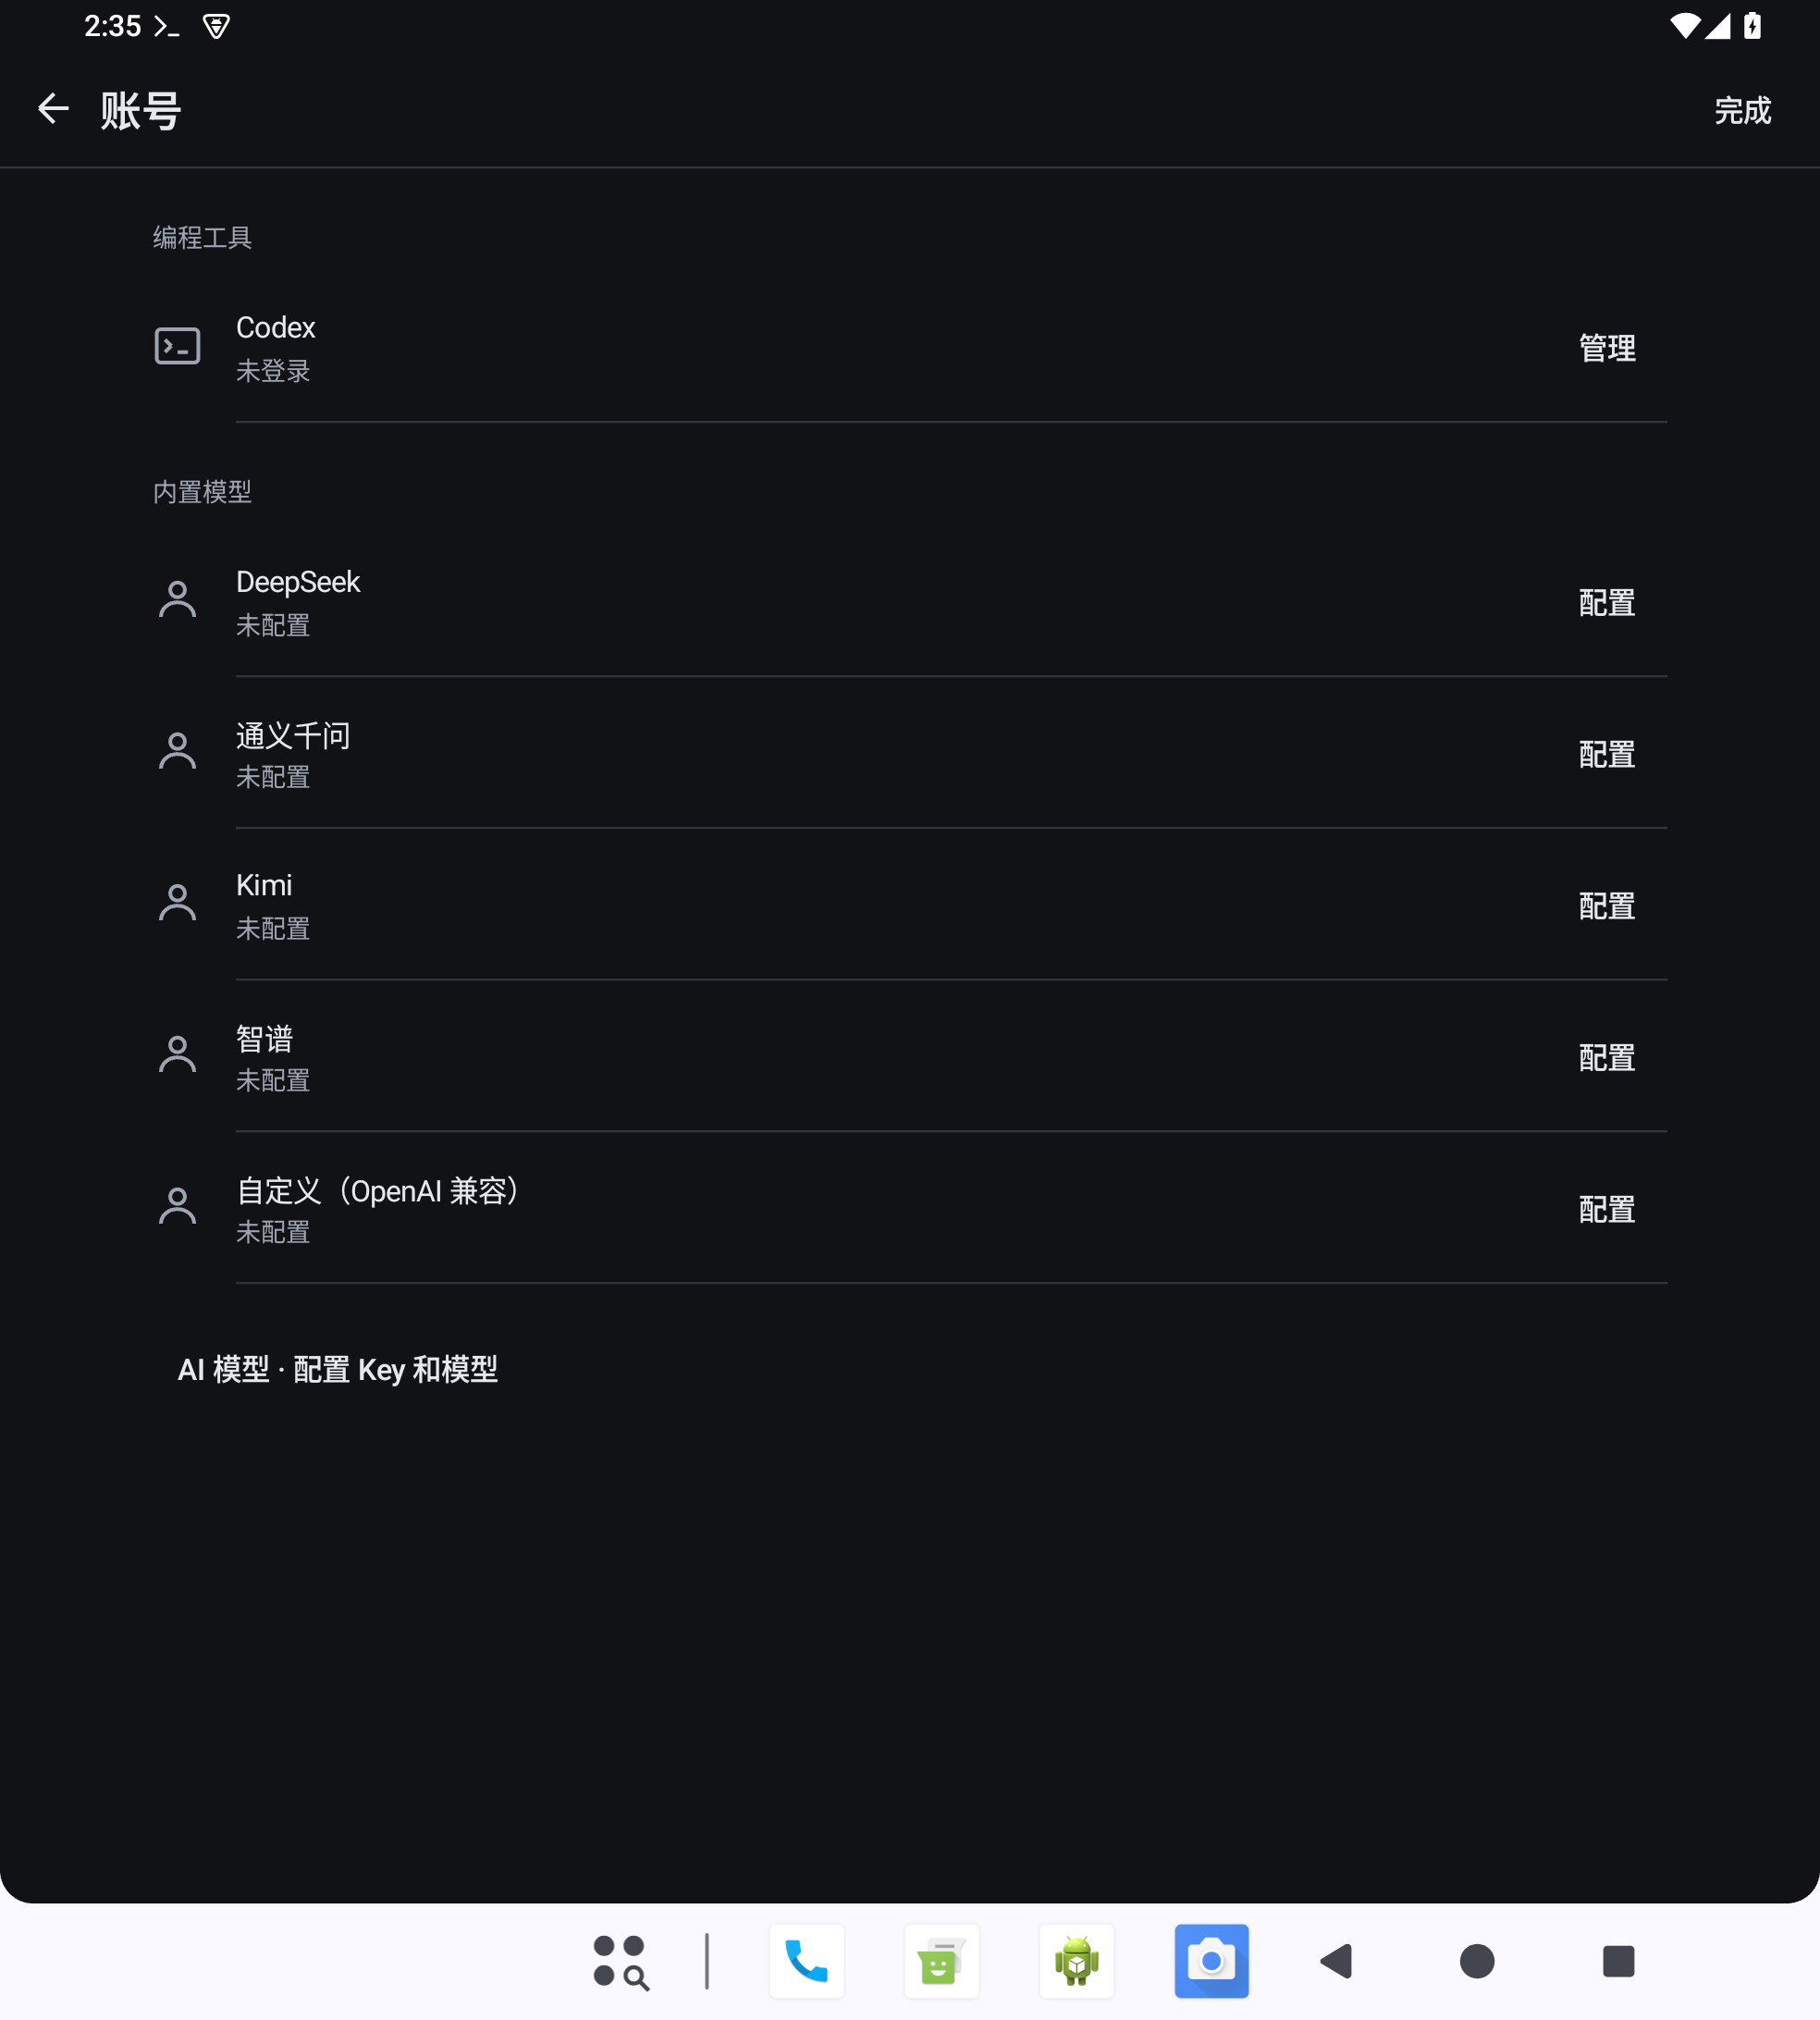 2:35
账号
完成
编程工具
Codex
未登录
管理
内置模型
DeepSeek
未配置
配置
通义千问
未配置
配置
Kimi
未配置
配置
智谱
未配置
配置
自定义（OpenAI 兼容）
未配置
配置
AI 模型 · 配置 Key 和模型